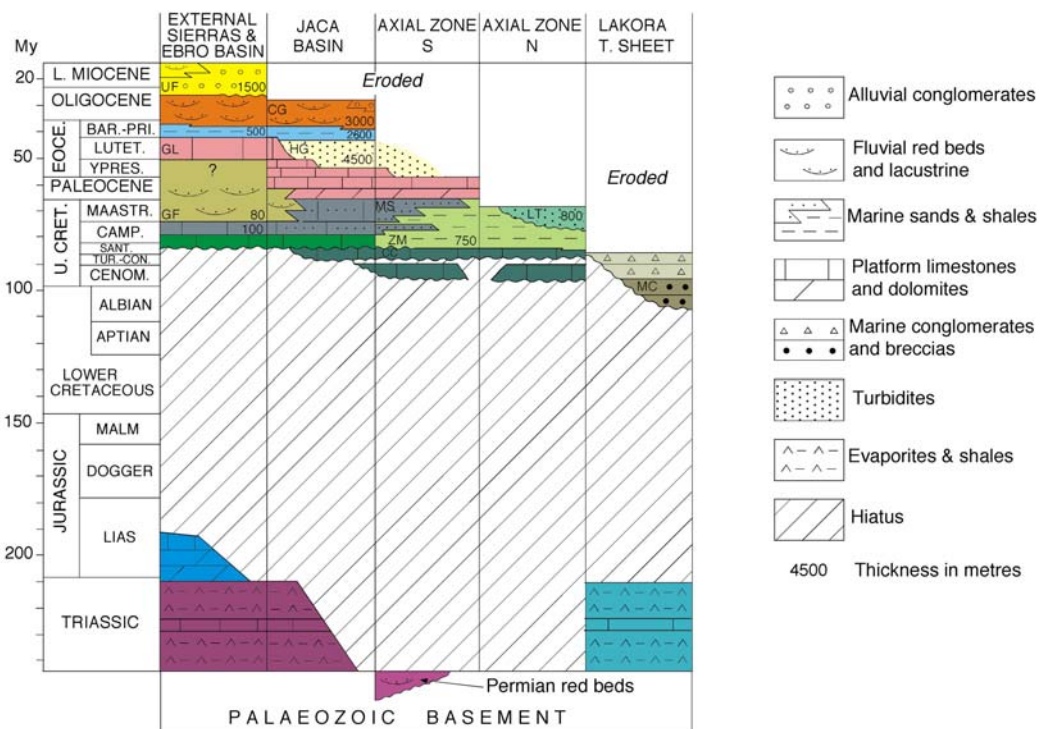 EXTERNAL SIERRAS & EBRO BASIN
JACA BASIN
AXIAL ZONE S
AXIAL ZONE N
LAKORA T. SHEET
My
20
50
100
150
200
L. MIOCENE
OLIGOCENE
EOCE.
BAR.-PRI.
LUTET.
YPRES.
PALEOCENE
U. CRET.
MAASTR.
CAMP.
SANT.
TUR.-CON.
CENOM.
ALBIAN
APTIAN
LOWER CRETACEOUS
JURASSIC
MALM
DOGGER
LIAS
TRIASSIC
UF
1500
Eroded
CG
3000
500
2600
GL
HG
4500
?
Eroded
GF
80
MS
LT
800
100
ZM
750
MC
Permian red beds
PALAEOZOIC BASEMENT
Alluvial conglomerates
Fluvial red beds
and lacustrine
Marine sands & shales
Platform limestones
and dolomites
Marine conglomerates
and breccias
Turbidites
Evaporites & shales
Hiatus
4500 Thickness in metres